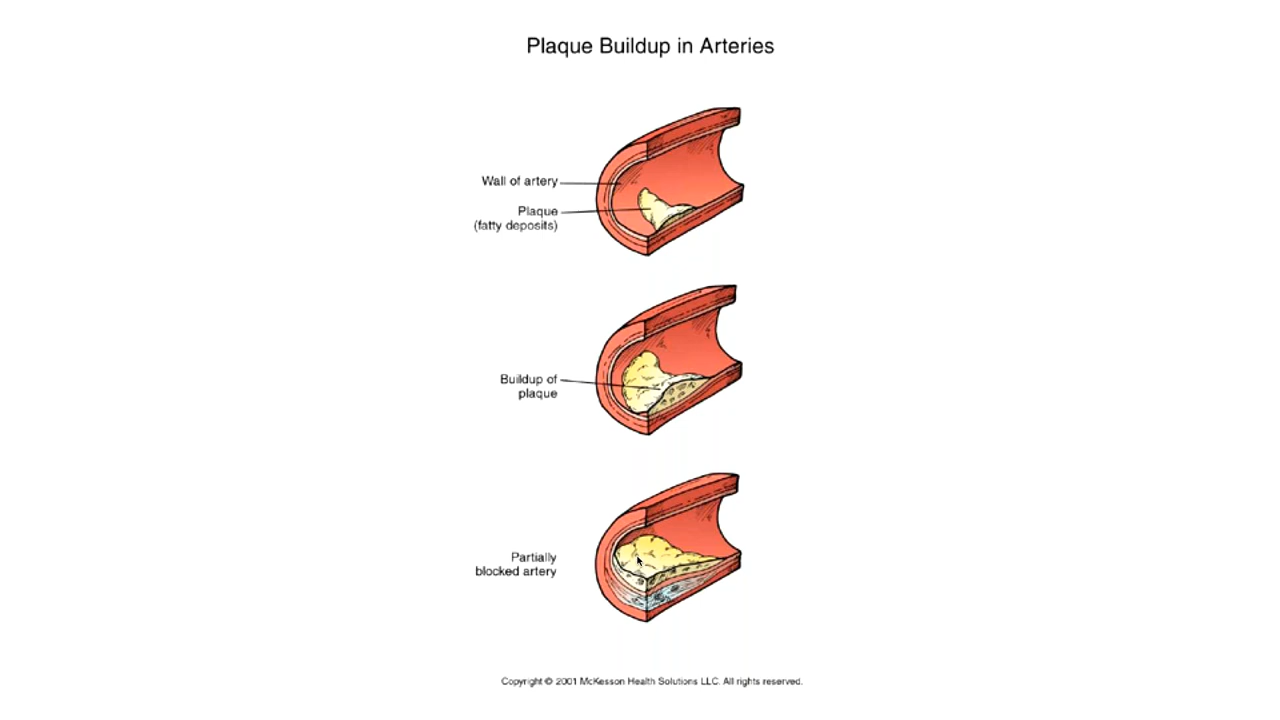 Plaque Buildup in Arteries
Wall of artery
Plaque
(fatty deposits)
Buildup of
plaque
Partially
blocked artery
Copyright © 2001 McKesson Health Solutions LLC. All rights reserved.